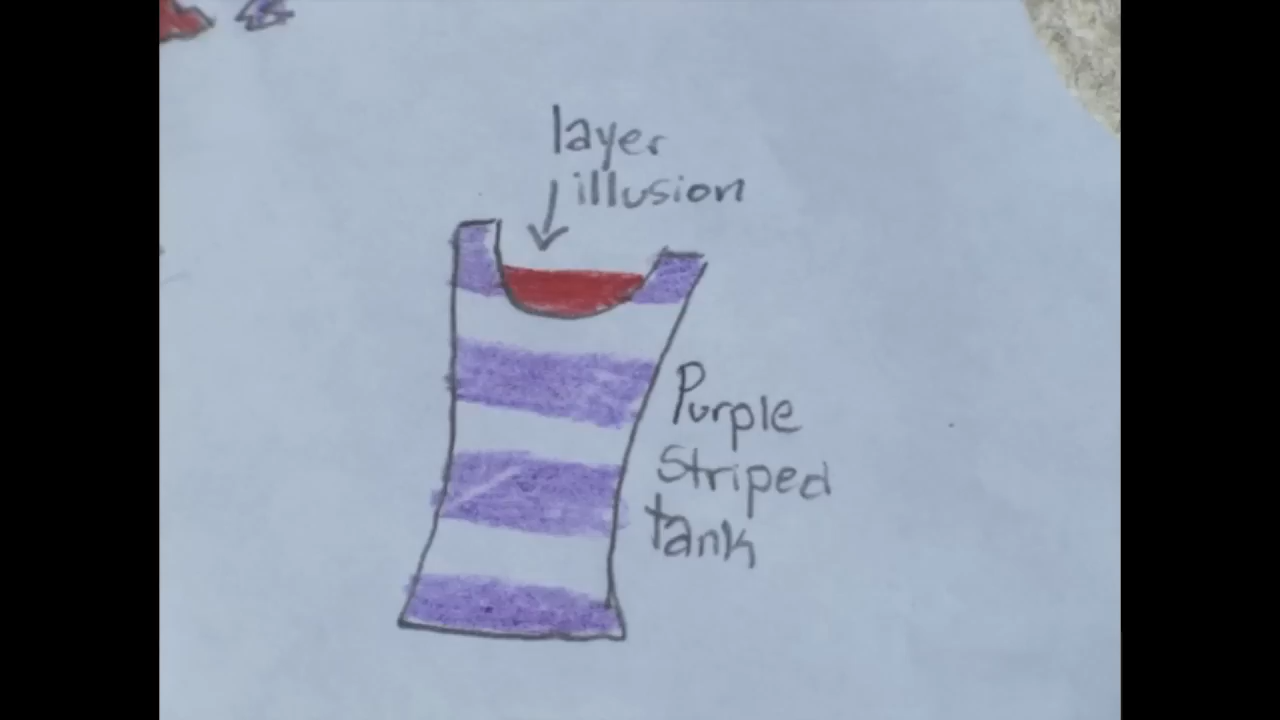 layer
illusion
Purple
Striped
tank